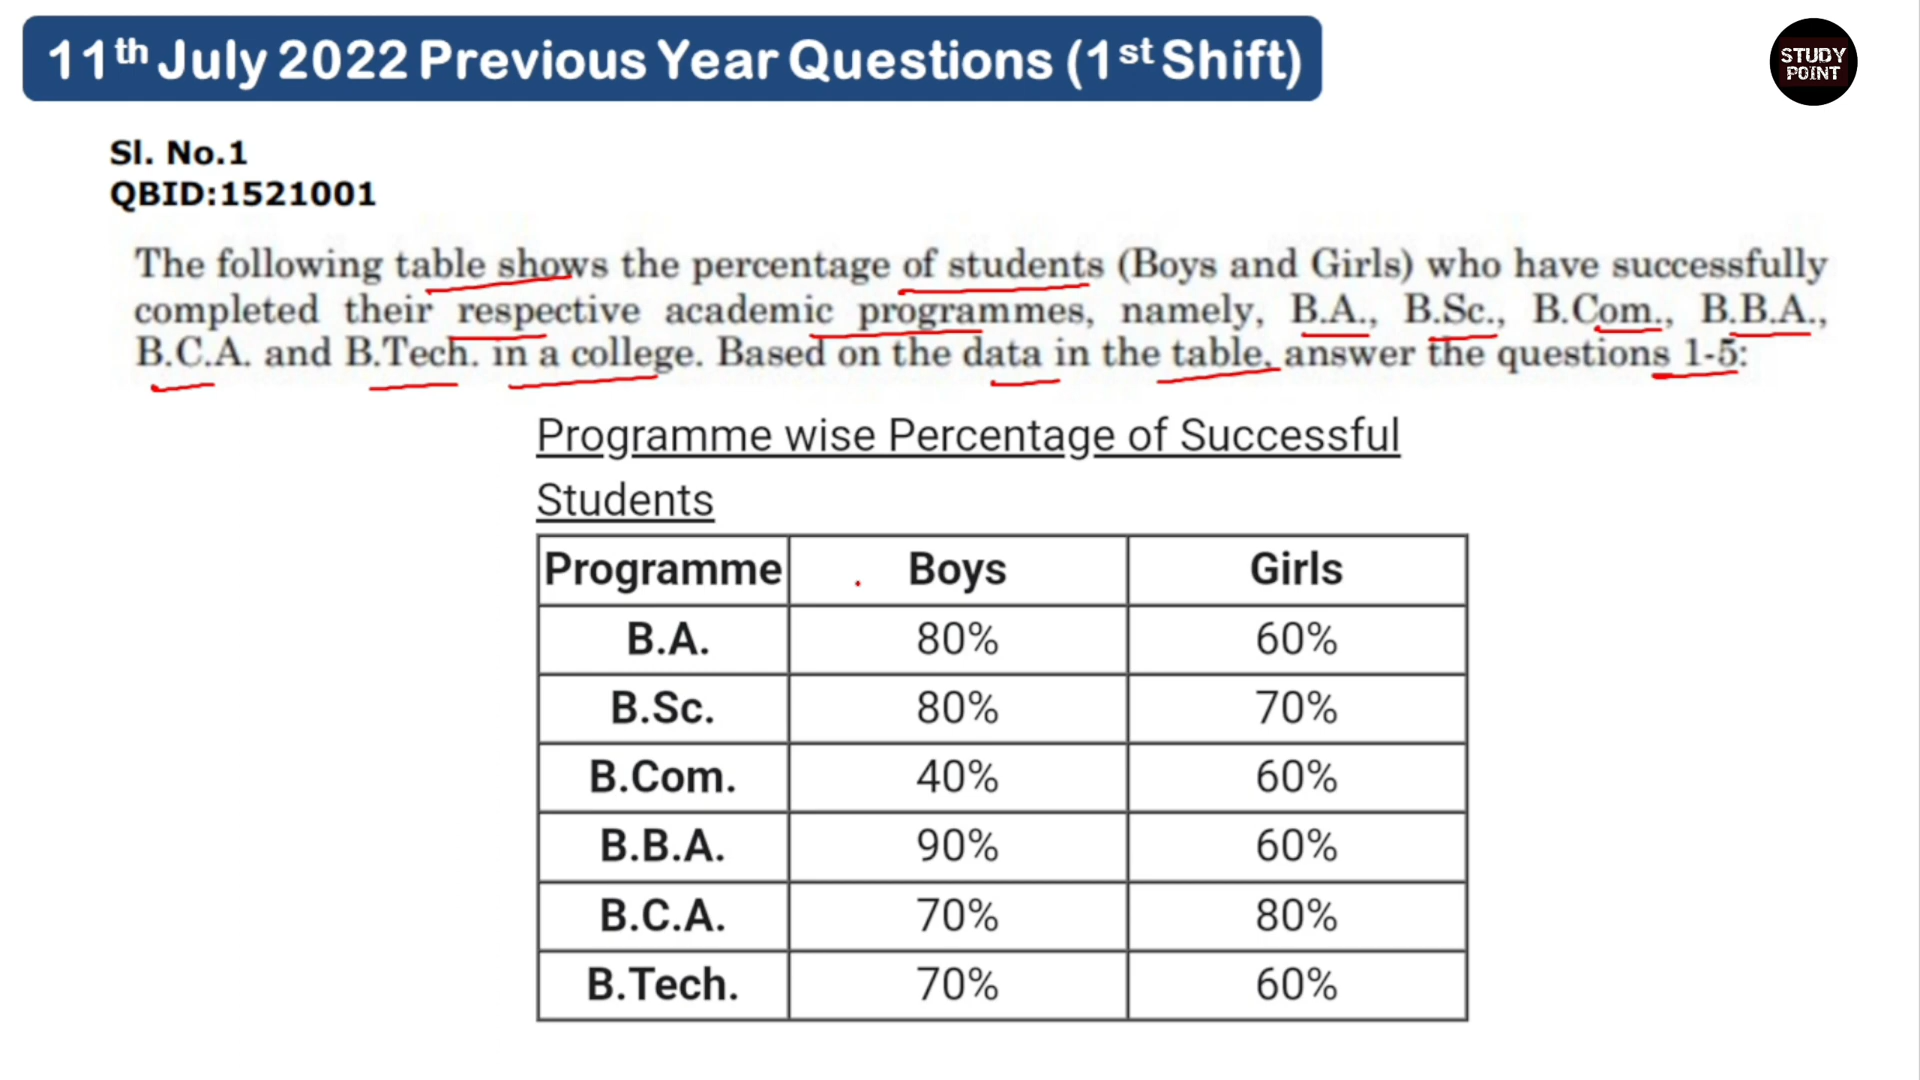 11th July 2022 Previous Year Questions (1st Shift)
STUDY
POINT
Sl. No.1
QBID:1521001
The following table shows the percentage of students (Boys and Girls) who have successfully
completed their respective academic programmes, namely, B.A., B.Sc., B.Com., B.B.A.,
B.C.A. and B.Tech. in a college. Based on the data in the table, answer the questions 1-5:
Programme wise Percentage of Successful
Students
Programme Boys Girls
B.A. 80% 60%
B.Sc. 80% 70%
B.Com. 40% 60%
B.B.A. 90% 60%
B.C.A. 70% 80%
B.Tech. 70% 60%